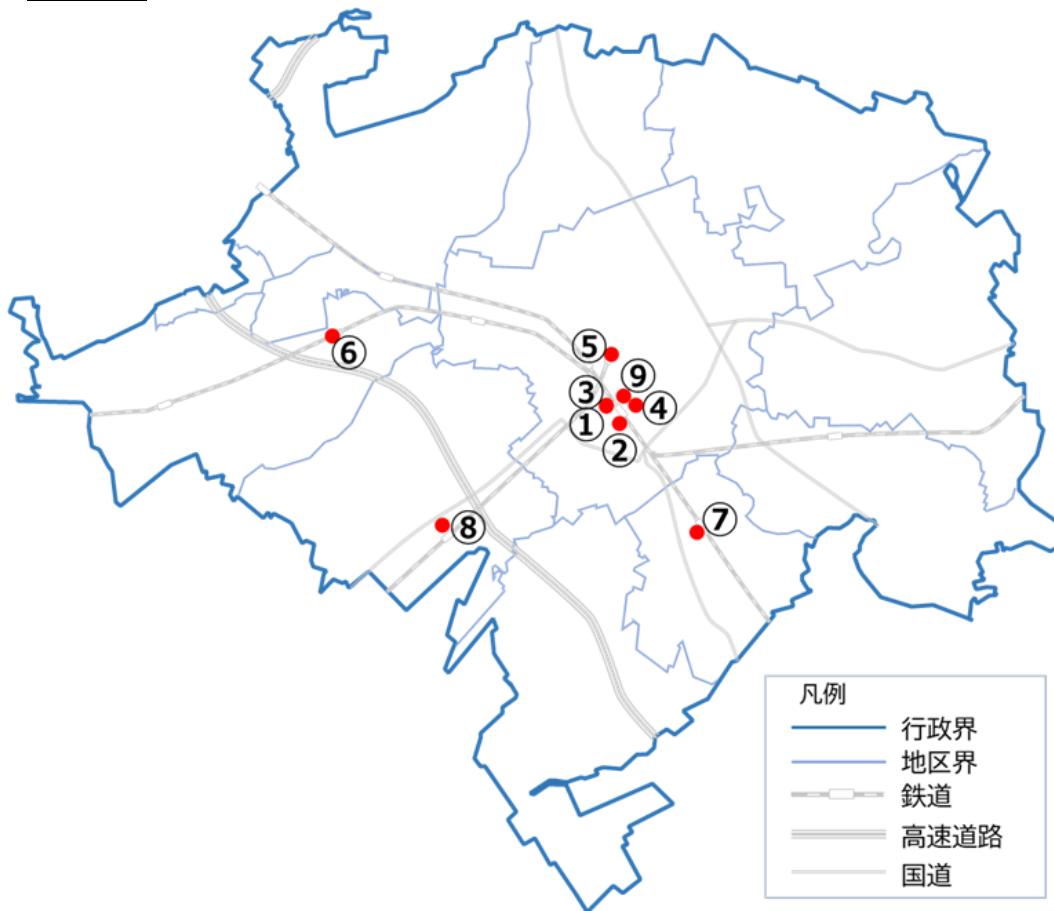 ⑤
⑨
⑥
③
④
①
②
⑦
⑧
凡例
行政界
地区界
鉄道
高速道路
国道